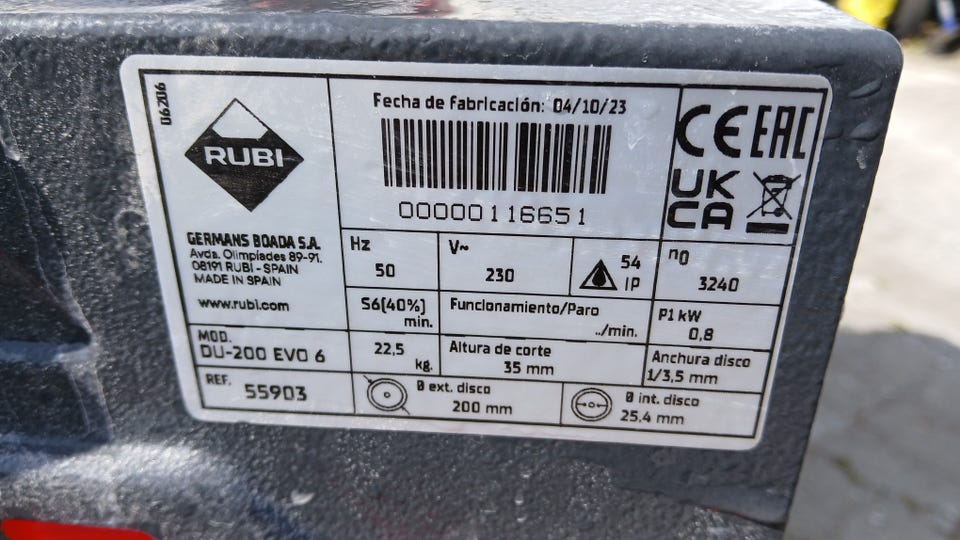 06206
RUBI
GERMANS BOADA S.A.
Avda. Olimpíades 89-91.
08191 RUBI - SPAIN
MADE IN SPAIN
www.rubi.com
MOD.
DU-200 EVO 6
REF.
55903
Fecha de Fabricación: 04/10/23
00000116651
CE EAC
UK
CA
Hz
50
V~
230
54
IP
n0
3240
S6(40%)
min.
Funcionamiento/Paro
../min.
P1 kW
0,8
22,5
kg.
Altura de corte
35 mm
Anchura disco
1/3,5 mm
Ø ext. disco
200 mm
Ø int. disco
25,4 mm